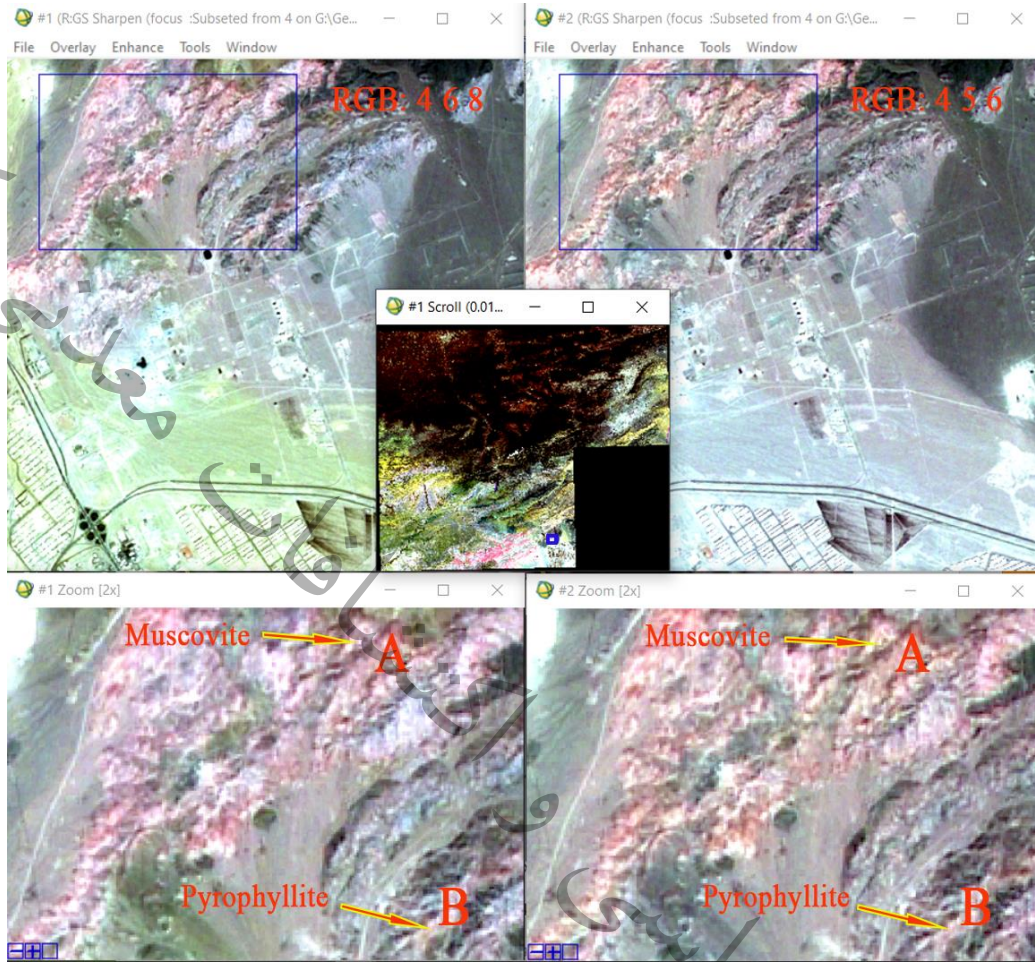 #1 (R:GS Sharpen (focus :Subseted from 4 on G:\Ge...
File Overlay Enhance Tools Window
RGB: 4 6 8
#2 (R:GS Sharpen (focus :Subseted from 4 on G:\Ge...
File Overlay Enhance Tools Window
RGB: 4 5 6
#1 Scroll (0.01...
#1 Zoom [2x]
Muscovite
A
Pyrophyllite
B
#2 Zoom [2x]
Muscovite
A
Pyrophyllite
B